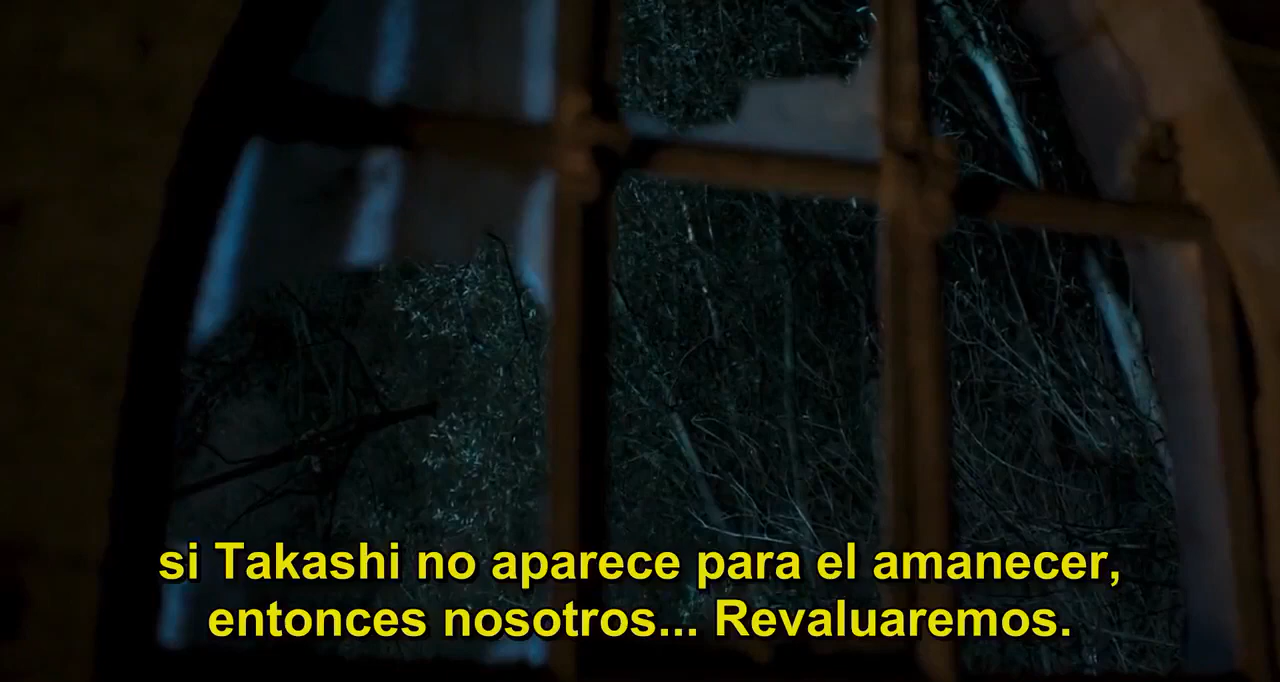 si Takashi no aparece para el amanecer,
entonces nosotros... Revaluaremos.